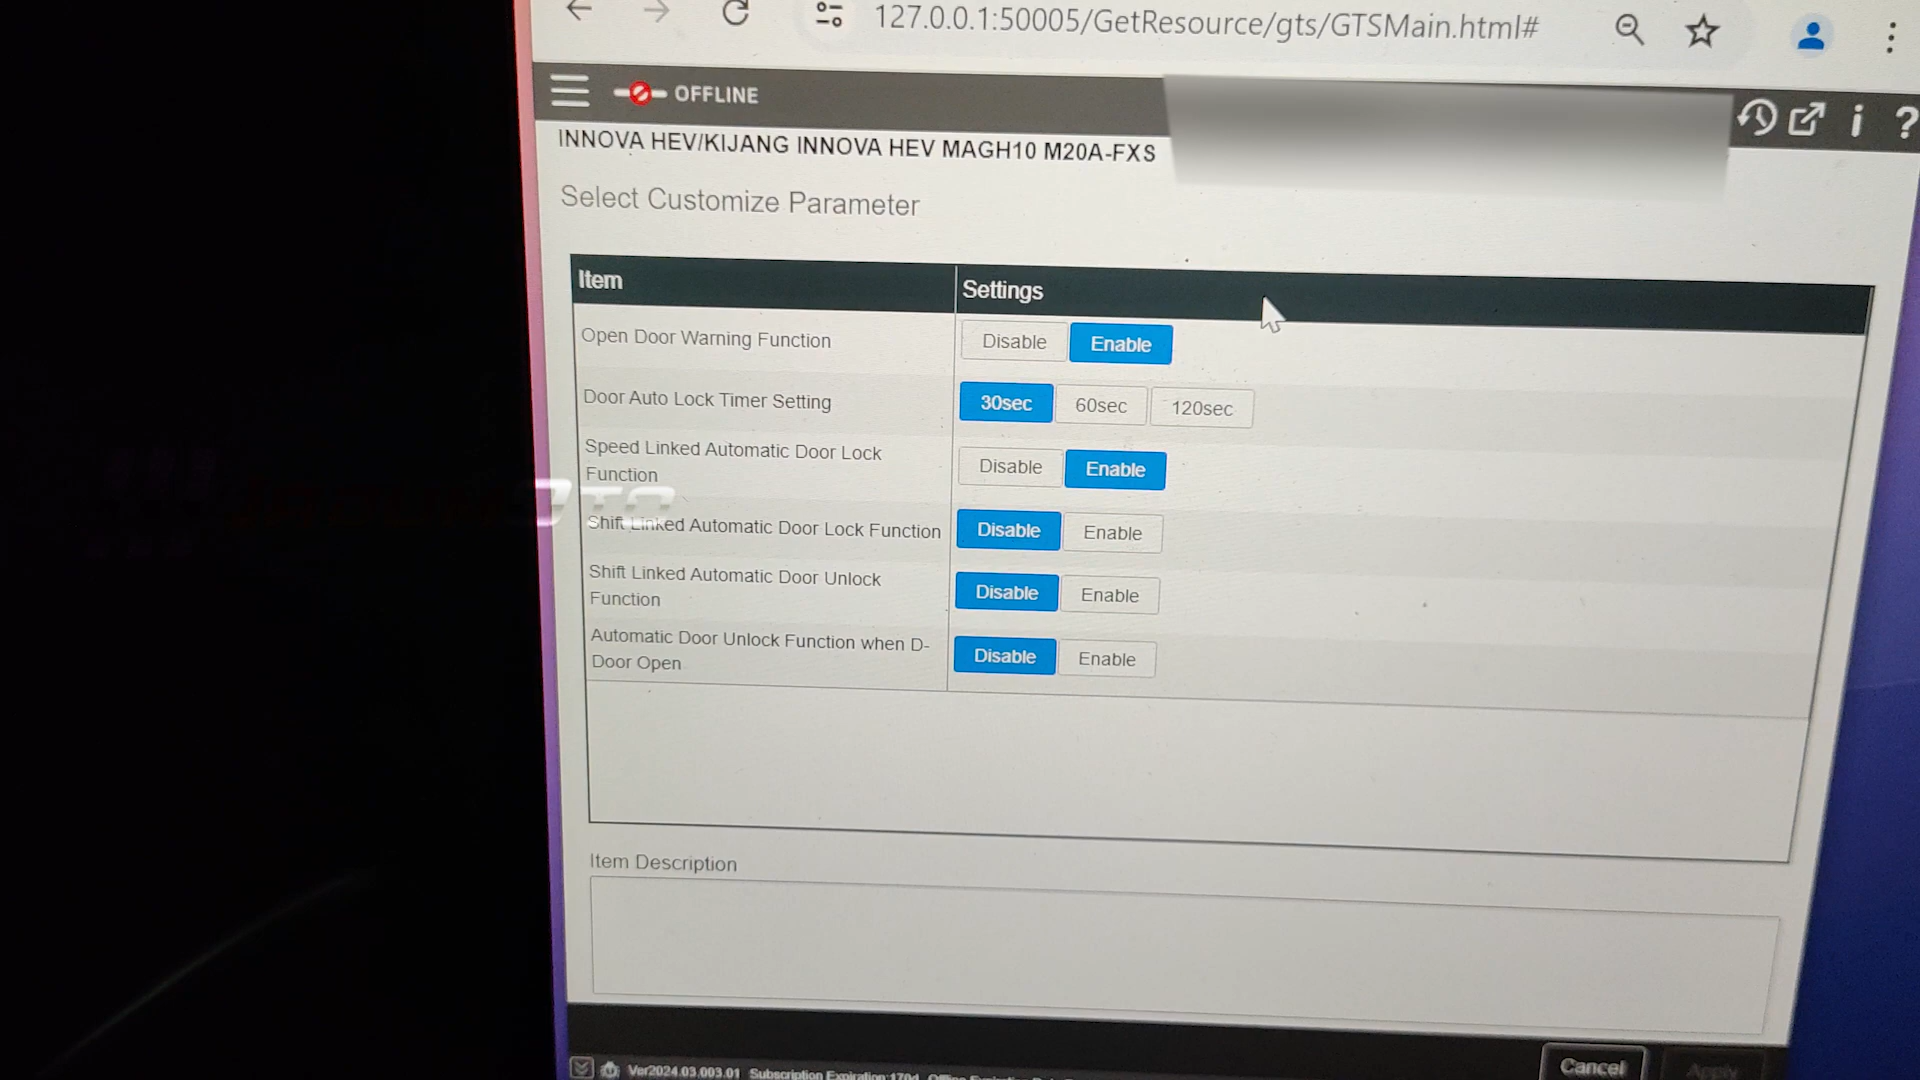 127.0.0.1:50005/GetResource/gts/GTSMain.html#
OFFLINE
INNOVA HEV/KIJANG INNOVA HEV MAGH10 M20A-FXS
Select Customize Parameter
Item Settings
Open Door Warning Function Disable Enable
Door Auto Lock Timer Setting 30sec 60sec 120sec
Speed Linked Automatic Door Lock
Function Disable Enable
Shift Linked Automatic Door Lock Function Disable Enable
Shift Linked Automatic Door Unlock
Function Disable Enable
Automatic Door Unlock Function when D-
Door Open Disable Enable
Item Description
Cancel Apply
Ver2024.03.003.01 Subscription Expiration:170d